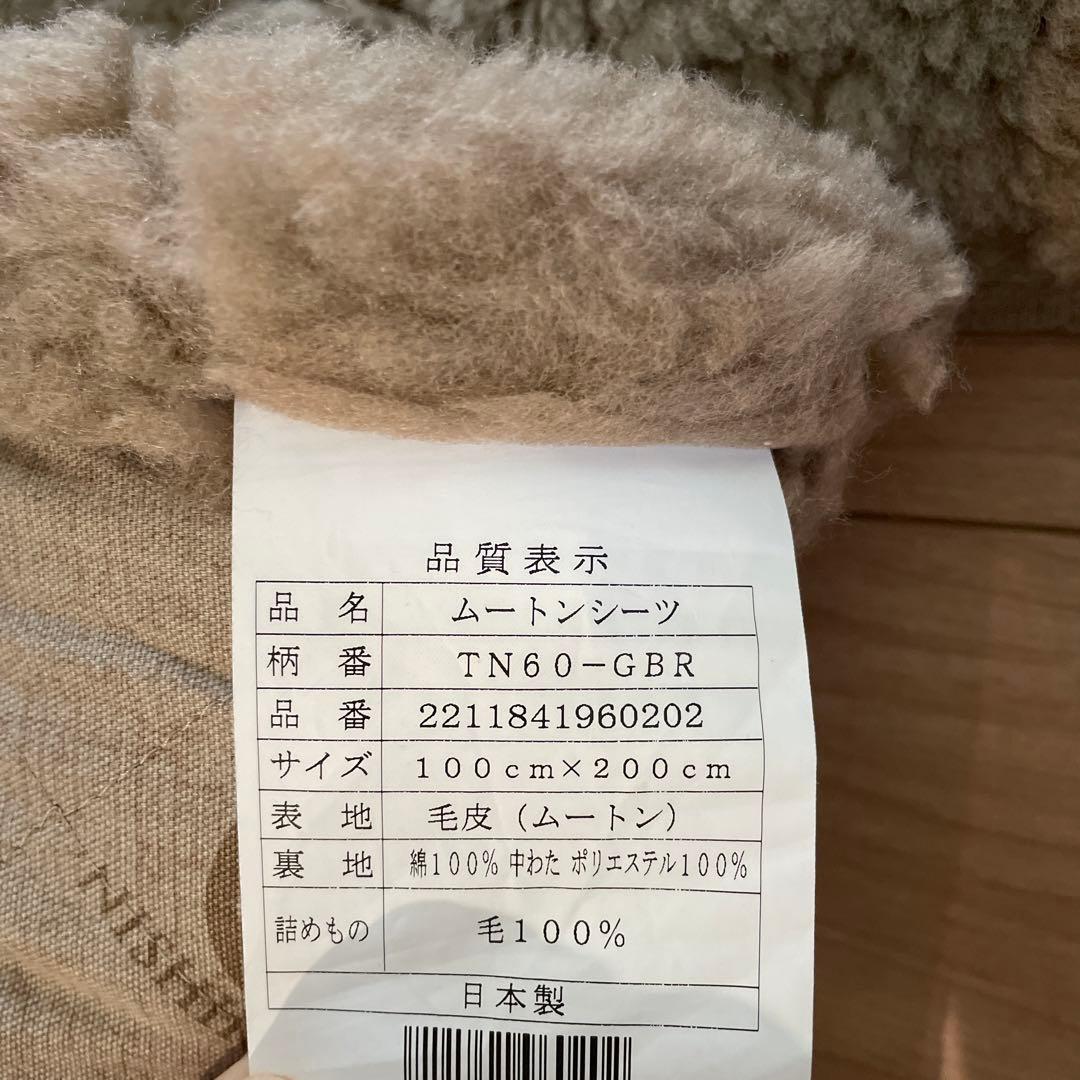 品質表示
品名 ムートンシーツ
柄番 ＴＮ６０－ＧＢＲ
品番 ２２１１８４１９６０２０２
サイズ １００ｃｍ×２００ｃｍ
表地 毛皮（ムートン）
裏地 綿１００％ 中わた ポリエステル１００％
詰めもの 毛１００％
日本製